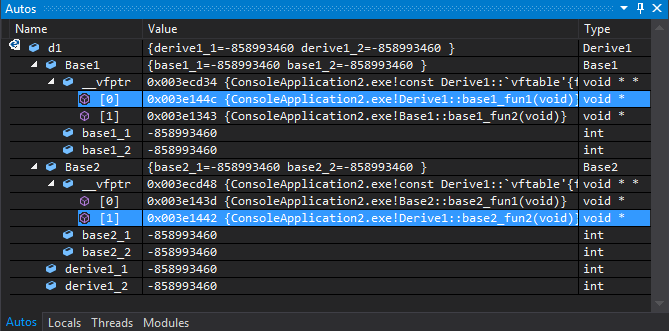 Autos
Name Value Type
d1 {derive1_1=-858993460 derive1_2=-858993460 } Derive1
Base1 {base1_1=-858993460 base1_2=-858993460 } Base1
__vfptr 0x003ecd34 {ConsoleApplication2.exe!const Derive1::`vftable'{f void * *
[0] 0x003e144c {ConsoleApplication2.exe!Derive1::base1_fun1(void)} void *
[1] 0x003e1343 {ConsoleApplication2.exe!Base1::base1_fun2(void)} void *
base1_1 -858993460 int
base1_2 -858993460 int
Base2 {base2_1=-858993460 base2_2=-858993460 } Base2
__vfptr 0x003ecd48 {ConsoleApplication2.exe!const Derive1::`vftable'{f void * *
[0] 0x003e143d {ConsoleApplication2.exe!Base2::base2_fun1(void)} void *
[1] 0x003e1442 {ConsoleApplication2.exe!Derive1::base2_fun2(void)} void *
base2_1 -858993460 int
base2_2 -858993460 int
derive1_1 -858993460 int
derive1_2 -858993460 int
Autos Locals Threads Modules